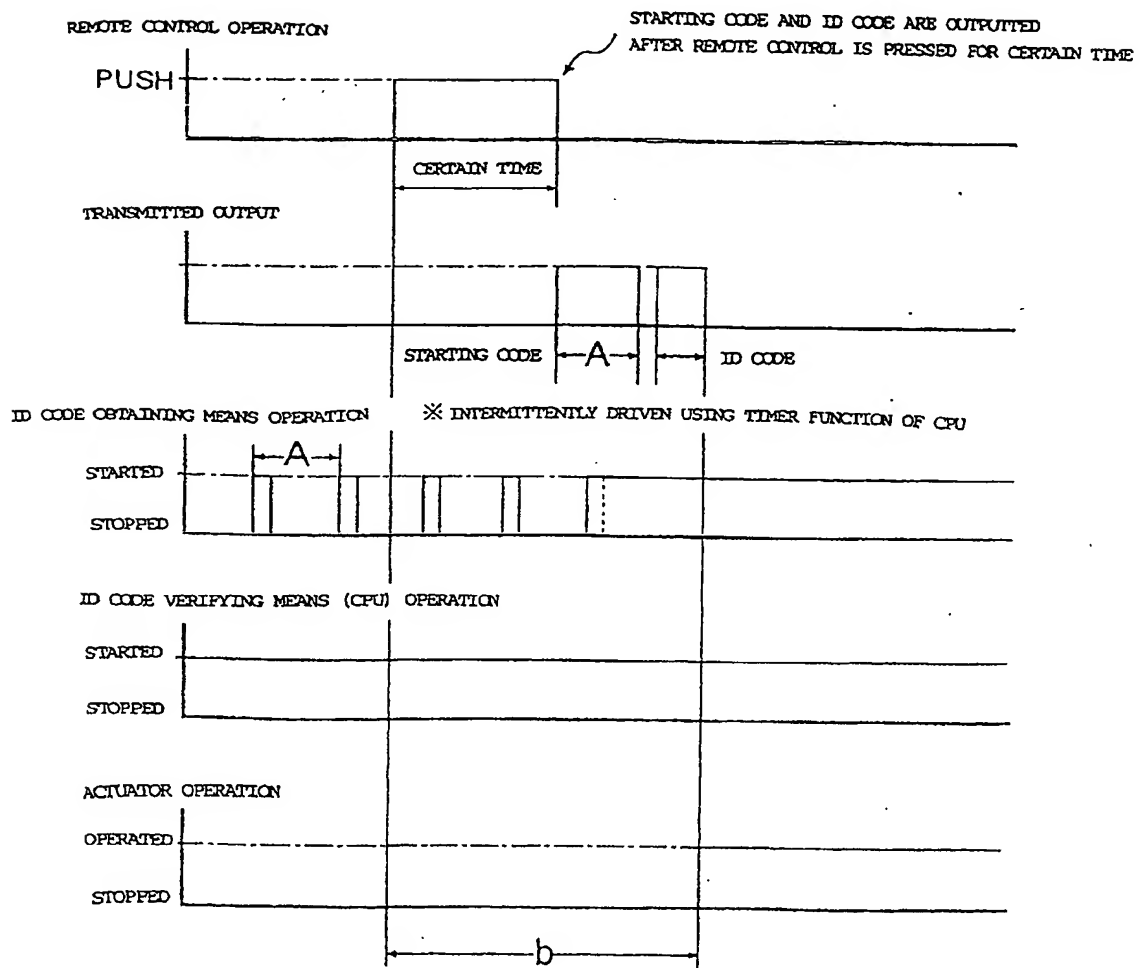 REMOTE CONTROL OPERATION
STARTING CODE AND ID CODE ARE OUTPUTTED
AFTER REMOTE CONTROL IS PRESSED FOR CERTAIN TIME
PUSH
CERTAIN TIME
TRANSMITTED OUTPUT
STARTING CODE
A
ID CODE
ID CODE OBTAINING MEANS OPERATION
※ INTERMITTENTLY DRIVEN USING TIMER FUNCTION OF CPU
A
STARTED
STOPPED
ID CODE VERIFYING MEANS (CPU) OPERATION
STARTED
STOPPED
ACTUATOR OPERATION
OPERATED
STOPPED
b